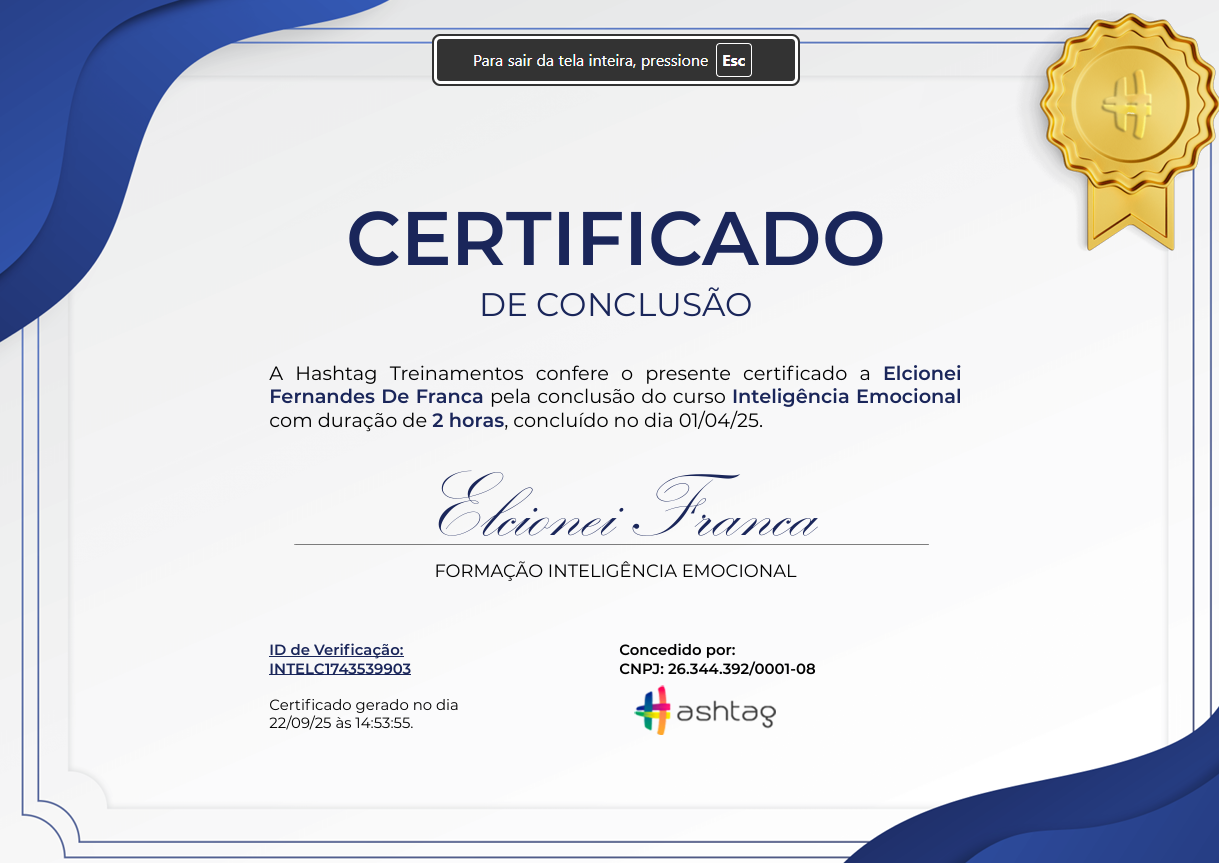 Para sair da tela inteira, pressione Esc
CERTIFICADO
DE CONCLUSÃO
A Hashtag Treinamentos confere o presente certificado a Elcionei
Fernandes De Franca pela conclusão do curso Inteligência Emocional
com duração de 2 horas, concluído no dia 01/04/25.
Elcionei Franca
FORMAÇÃO INTELIGÊNCIA EMOCIONAL
ID de Verificação:
INTELC1743539903
Certificado gerado no dia
22/09/25 às 14:53:55.
Concedido por:
CNPJ: 26.344.392/0001-08
ashtag